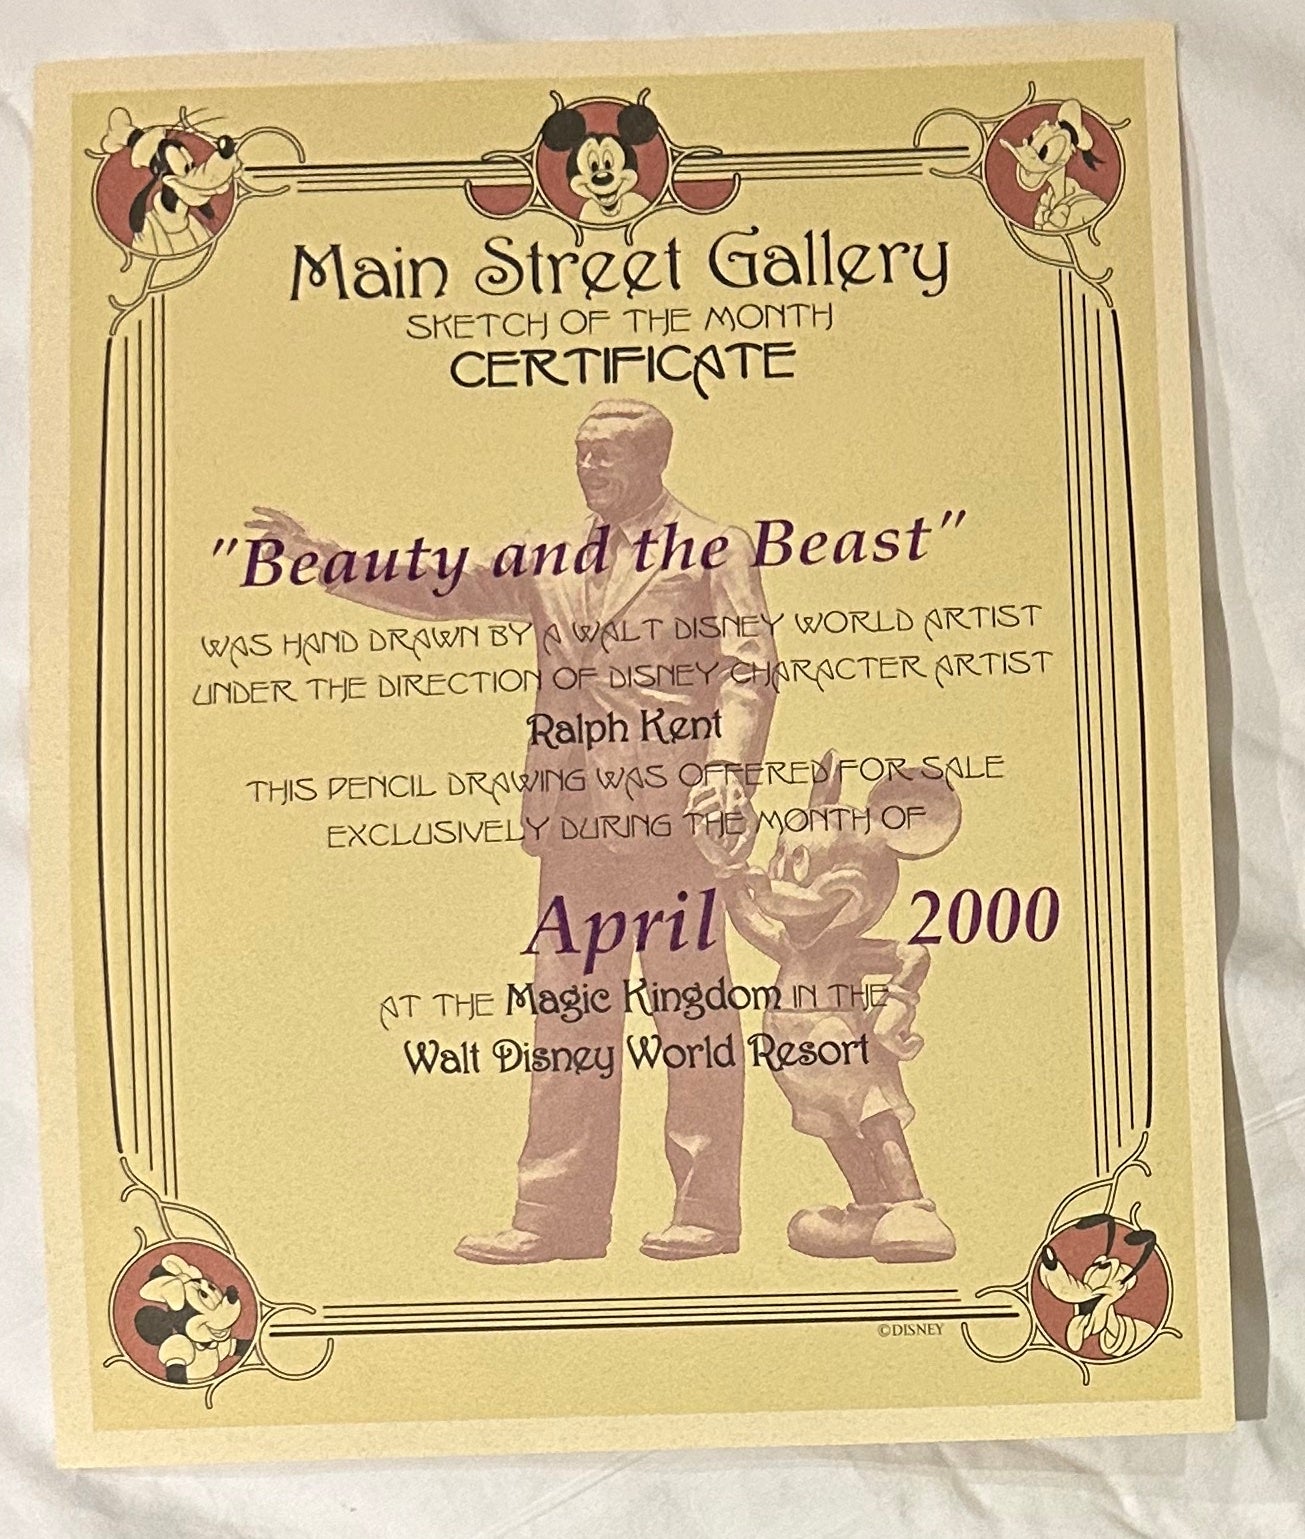 Main Street Gallery
SKETCH OF THE MONTH
CERTIFICATE
"Beauty and the Beast"
WAS HAND DRAWN BY A WALT DISNEY WORLD ARTIST
UNDER THE DIRECTION OF DISNEY CHARACTER ARTIST
Ralph Kent
THIS PENCIL DRAWING WAS OFFERED FOR SALE
EXCLUSIVELY DURING THE MONTH OF
April 2000
AT THE Magic Kingdom IN THE
Walt Disney World Resort
©DISNEY